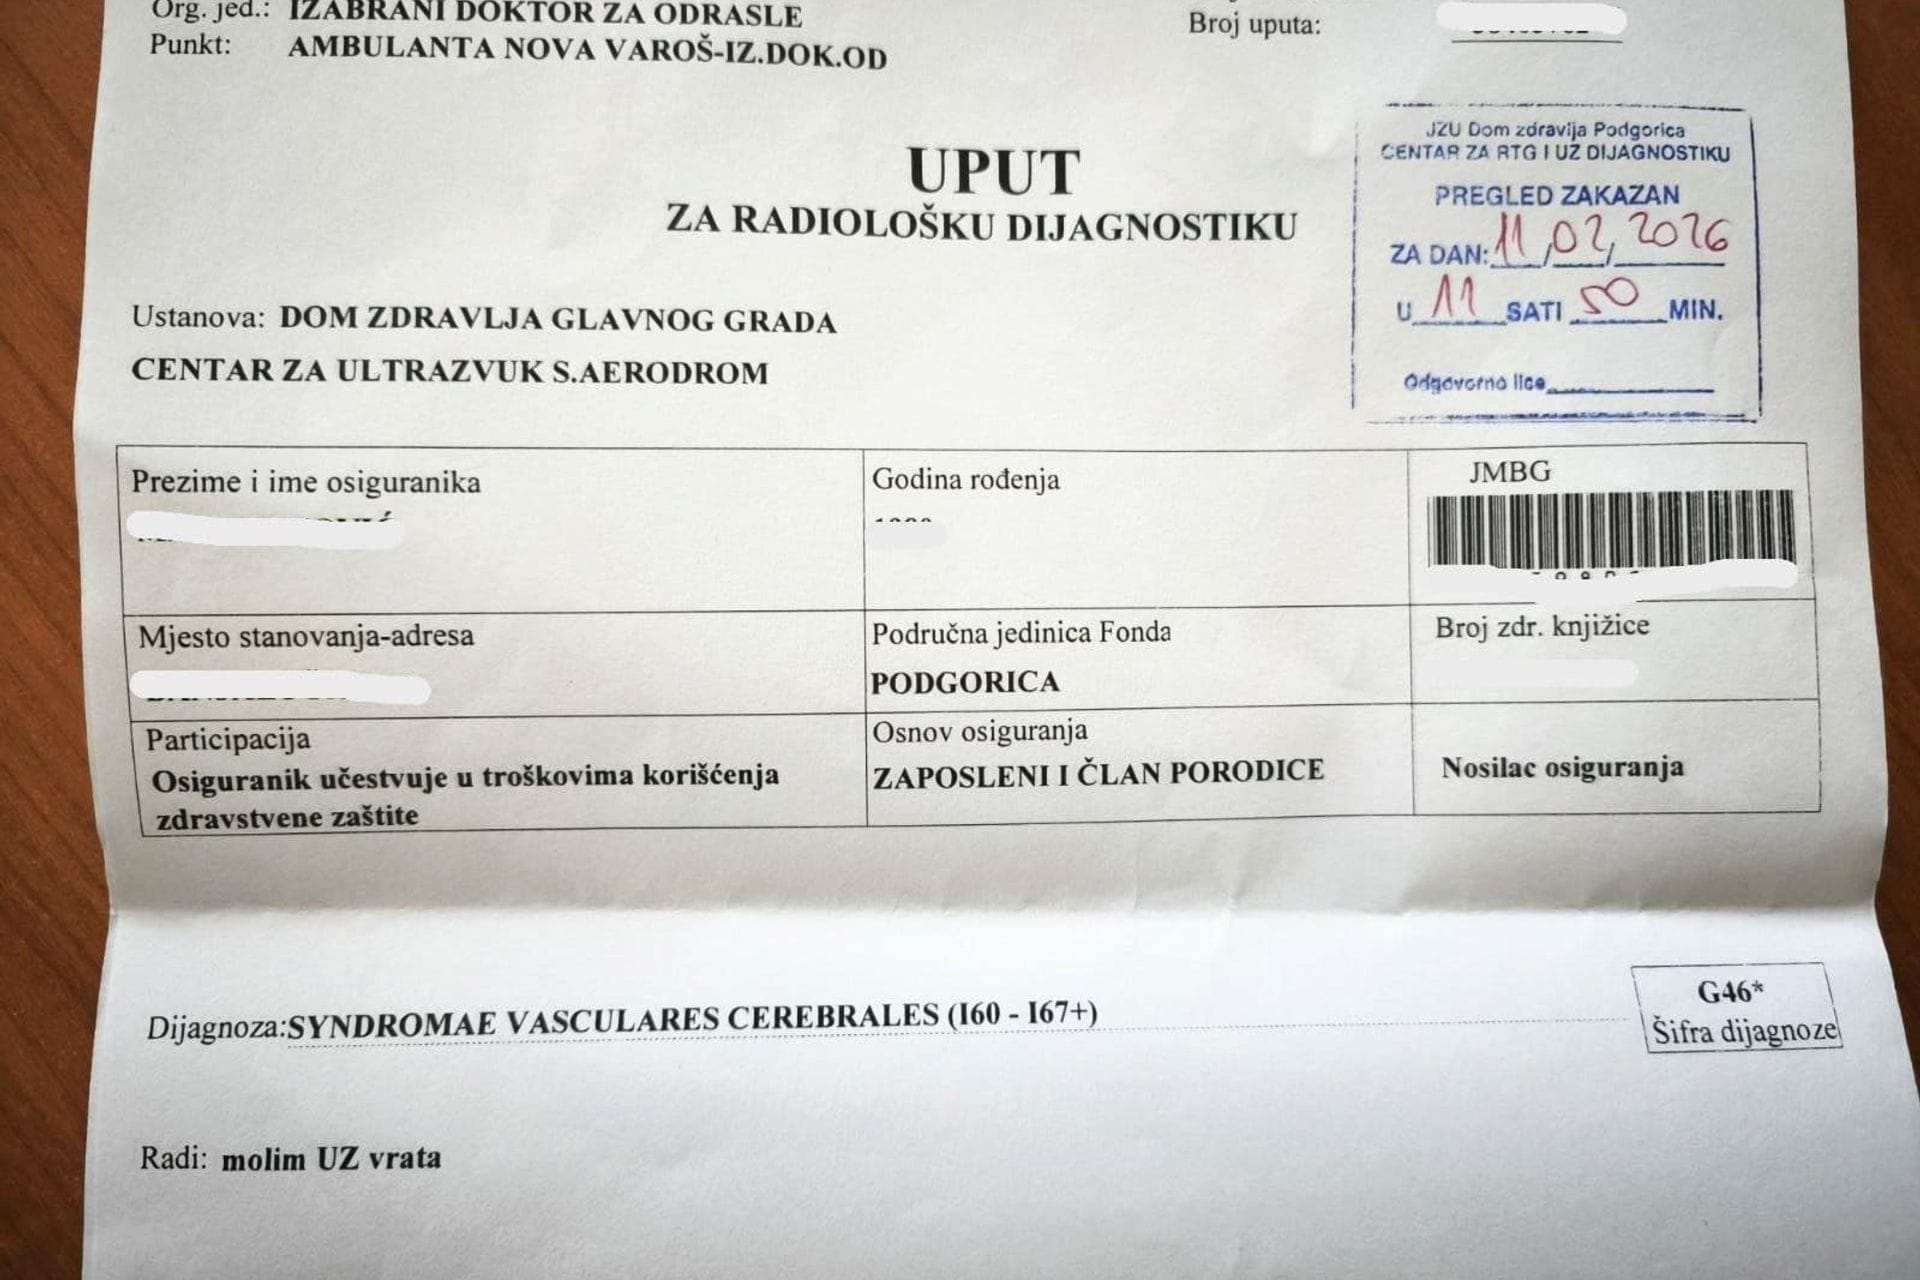 Org. jed.: IZABRANI DOKTOR ZA ODRASLE
Punkt: AMBULANTA NOVA VAROŠ-IZ.DOK.OD
Broj uputa:
JZU Dom zdravlja Podgorica
CENTAR ZA RTG I UZ DIJAGNOSTIKU
PREGLED ZAKAZAN
ZA DAN: 11, 02, 2026
U 11 SATI 50 MIN.
Odgovorno lice
UPUT
ZA RADIOLOŠKU DIJAGNOSTIKU
Ustanova: DOM ZDRAVLJA GLAVNOG GRADA
CENTAR ZA ULTRAZVUK S.AERODROM
Prezime i ime osiguranika
Godina rođenja
JMBG
Mjesto stanovanja-adresa
Područna jedinica Fonda
PODGORICA
Broj zdr. knjižice
Participacija
Osiguranik učestvuje u troškovima korišćenja
zdravstvene zaštite
Osnov osiguranja
ZAPOSLENI I ČLAN PORODICE
Nosilac osiguranja
Dijagnoza:SYNDROMAE VASCULARES CEREBRALES (I60 - I67+)
G46*
Šifra dijagnoze
Radi: molim UZ vrata